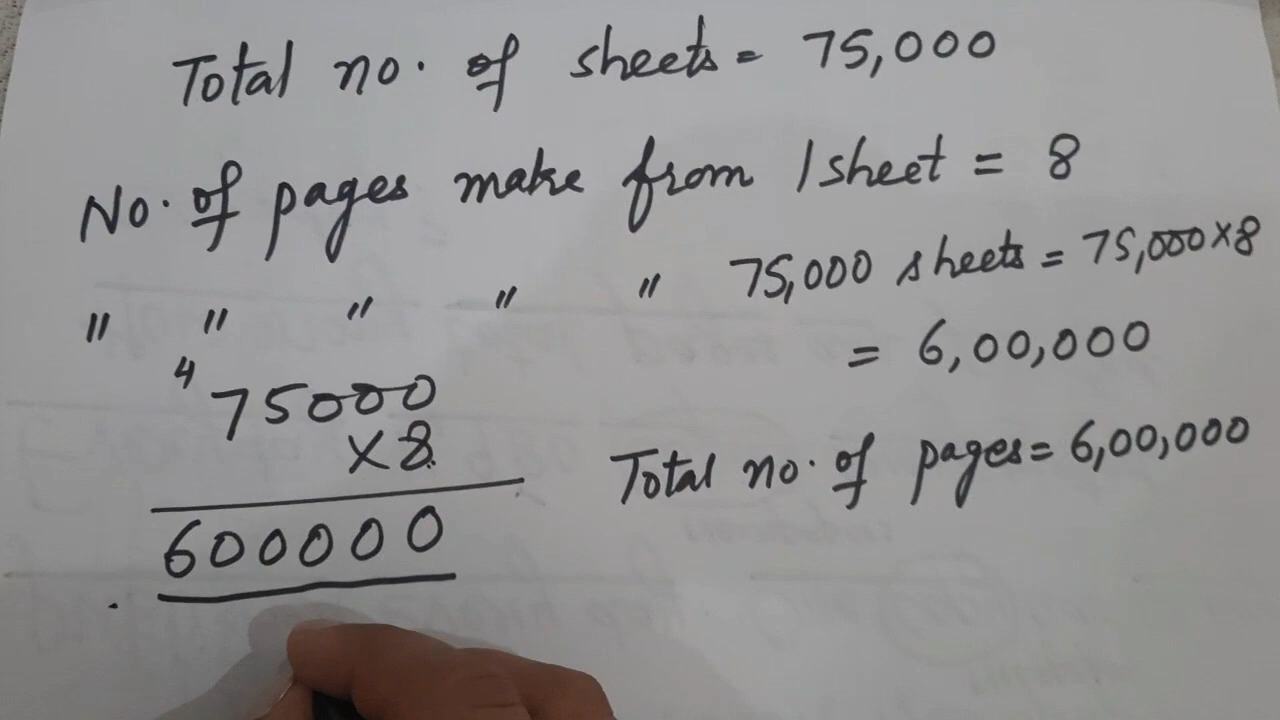 Total no. of sheets = 75,000
No. of pages make from 1 sheet = 8
" " " " " 75,000 sheets = 75,000 × 8
= 6,00,000
4
75000
× 8
600000
Total no. of pages = 6,00,000